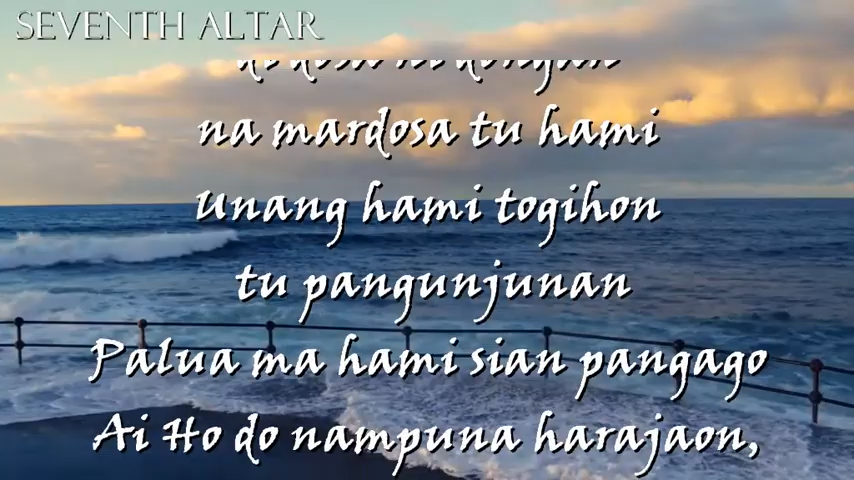 SEVENTH ALTAR
na mardosa tu hami
Unang hami togihon
tu pangunjunan
Palua ma hami sian pangago
Ai Ho do nampuna harajaon,